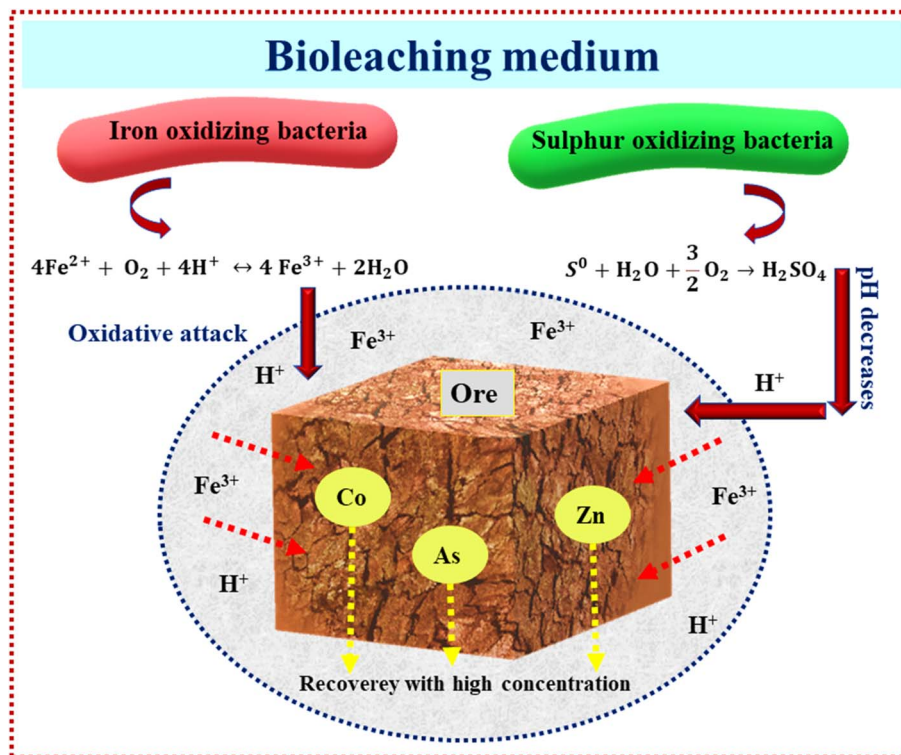 Bioleaching medium
Iron oxidizing bacteria
Sulphur oxidizing bacteria
4Fe²⁺ + O₂ + 4H⁺ ↔ 4 Fe³⁺ + 2H₂O
S⁰ + H₂O + 3/2 O₂ → H₂SO₄
pH decreases
Oxidative attack
Fe³⁺
Fe³⁺
H⁺
H⁺
Ore
Fe³⁺
Co
Zn
Fe³⁺
As
H⁺
H⁺
Recoverey with high concentration